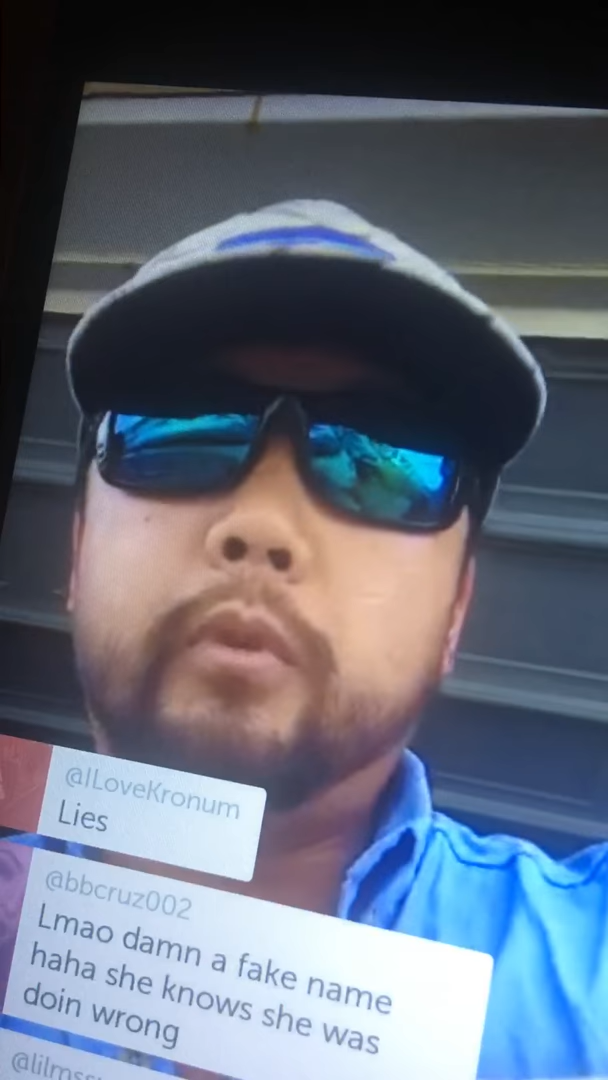 @ILoveKronum
Lies
@bbcruz002
Lmao damn a fake name
haha she knows she was
doin wrong